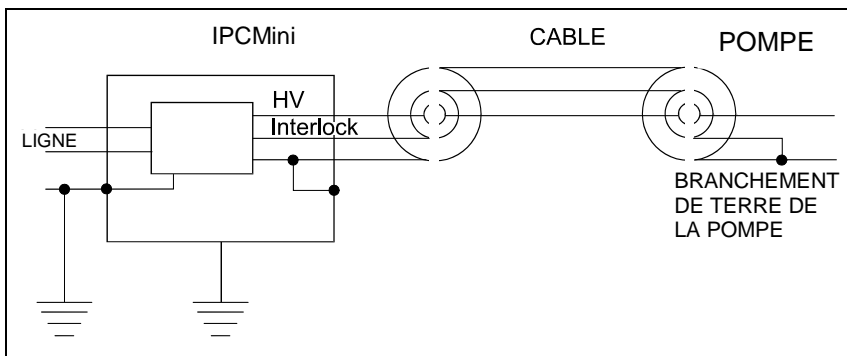 IPCMini
CABLE
POMPE
HV
Interlock
LIGNE
BRANCHEMENT
DE TERRE DE
LA POMPE